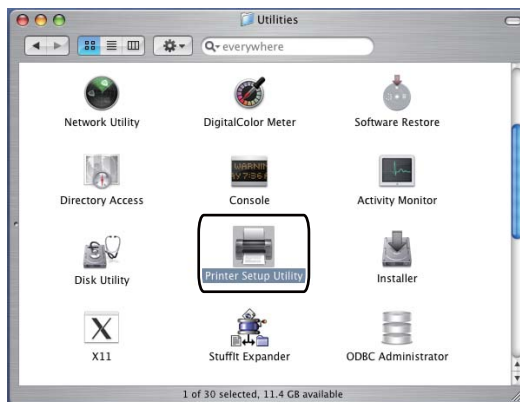 Utilities
everywhere
Network Utility
DigitalColor Meter
Software Restore
Directory Access
WARNIN
Console
Activity Monitor
Disk Utility
Printer Setup Utility
Installer
X11
StuffIt Expander
ODBC Administrator
1 of 30 selected, 11.4 GB available